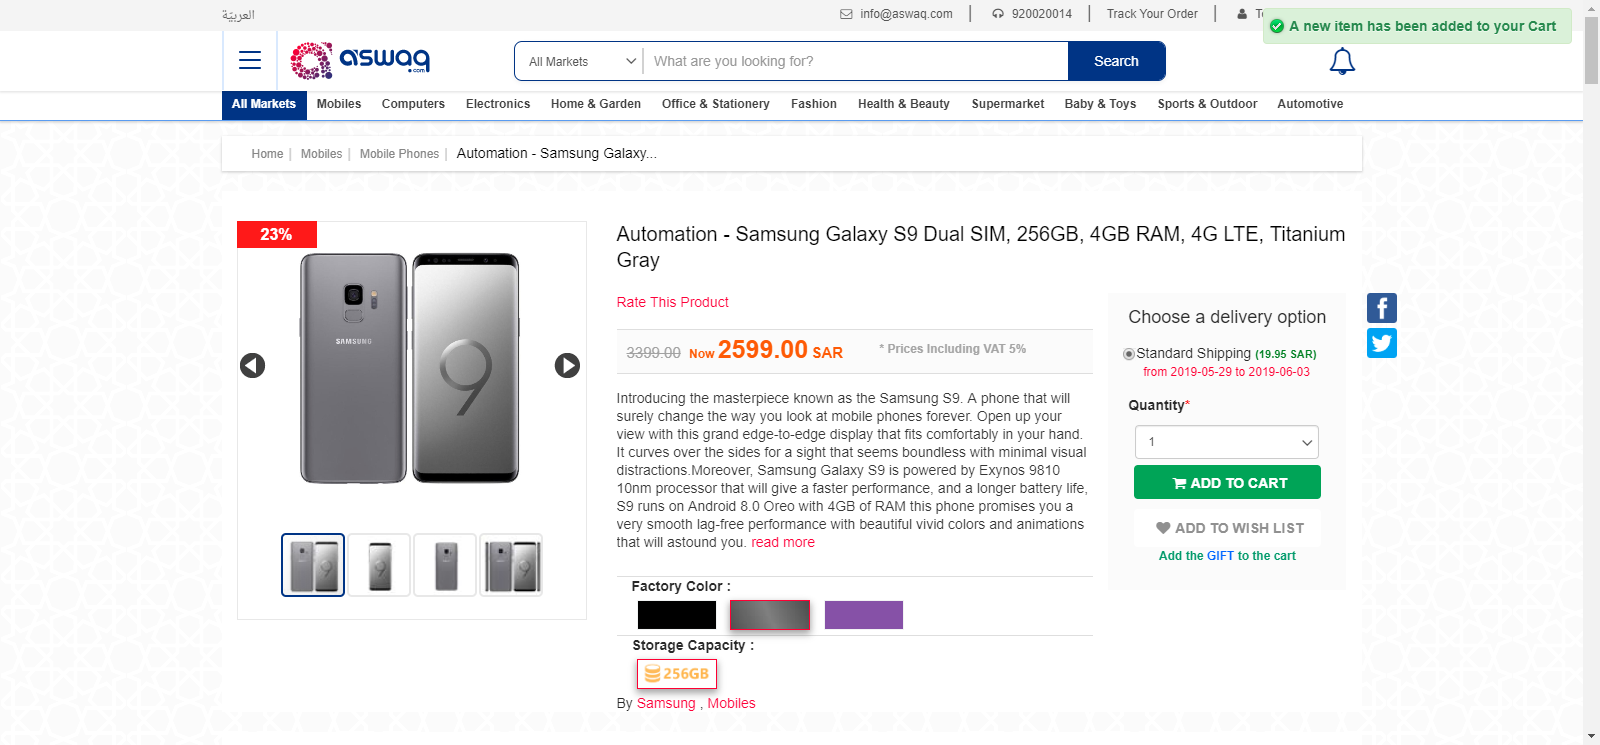 العربيّة
info@aswaq.com
920020014
Track Your Order
A new item has been added to your Cart
aswaq
.com
All Markets
What are you looking for?
Search
All Markets
Mobiles
Computers
Electronics
Home & Garden
Office & Stationery
Fashion
Health & Beauty
Supermarket
Baby & Toys
Sports & Outdoor
Automotive
Home | Mobiles | Mobile Phones | Automation - Samsung Galaxy...
23%
SAMSUNG
9
Automation - Samsung Galaxy S9 Dual SIM, 256GB, 4GB RAM, 4G LTE, Titanium
Gray
Rate This Product
3399.00 Now 2599.00 SAR
* Prices Including VAT 5%
Introducing the masterpiece known as the Samsung S9. A phone that will
surely change the way you look at mobile phones forever. Open up your
view with this grand edge-to-edge display that fits comfortably in your hand.
It curves over the sides for a sight that seems boundless with minimal visual
distractions.Moreover, Samsung Galaxy S9 is powered by Exynos 9810
10nm processor that will give a faster performance, and a longer battery life,
S9 runs on Android 8.0 Oreo with 4GB of RAM this phone promises you a
very smooth lag-free performance with beautiful vivid colors and animations
that will astound you. read more
Factory Color :
Storage Capacity :
256GB
By Samsung , Mobiles
Choose a delivery option
Standard Shipping (19.95 SAR)
from 2019-05-29 to 2019-06-03
Quantity*
1
ADD TO CART
ADD TO WISH LIST
Add the GIFT to the cart